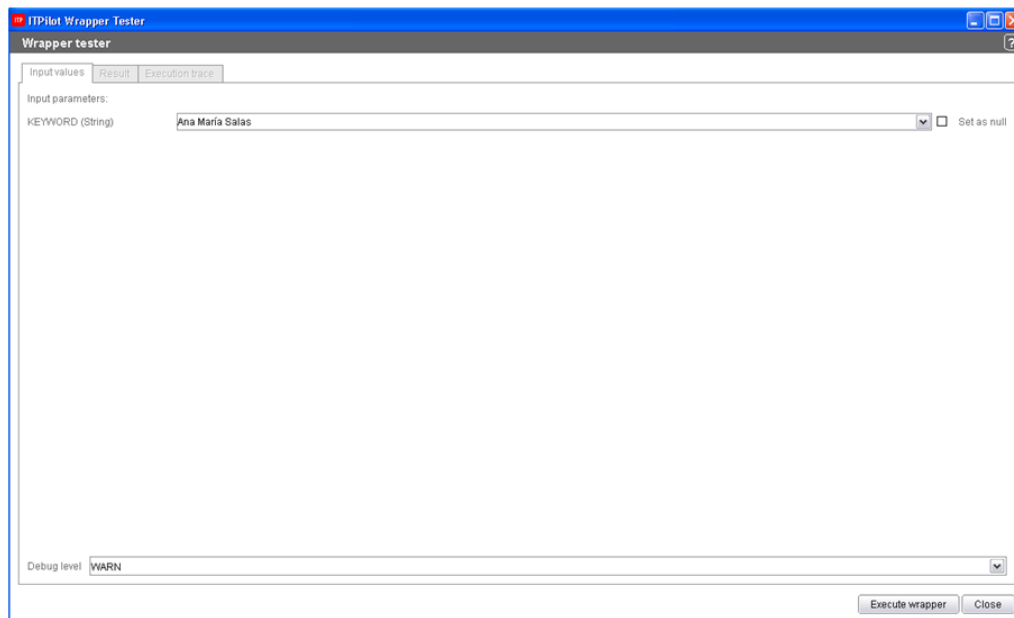 ITP ITPilot Wrapper Tester
Wrapper tester ?
Input values Result Execution trace
Input parameters:
KEYWORD (String) Ana María Salas Set as null
Debug level WARN
Execute wrapper Close